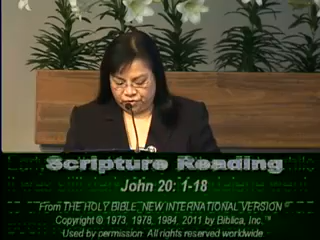 Scripture Reading
John 20: 1-18
From THE HOLY BIBLE, NEW INTERNATIONAL VERSION®
Copyright © 1973, 1978, 1984, 2011 by Biblica, Inc.™
Used by permission. All rights reserved worldwide